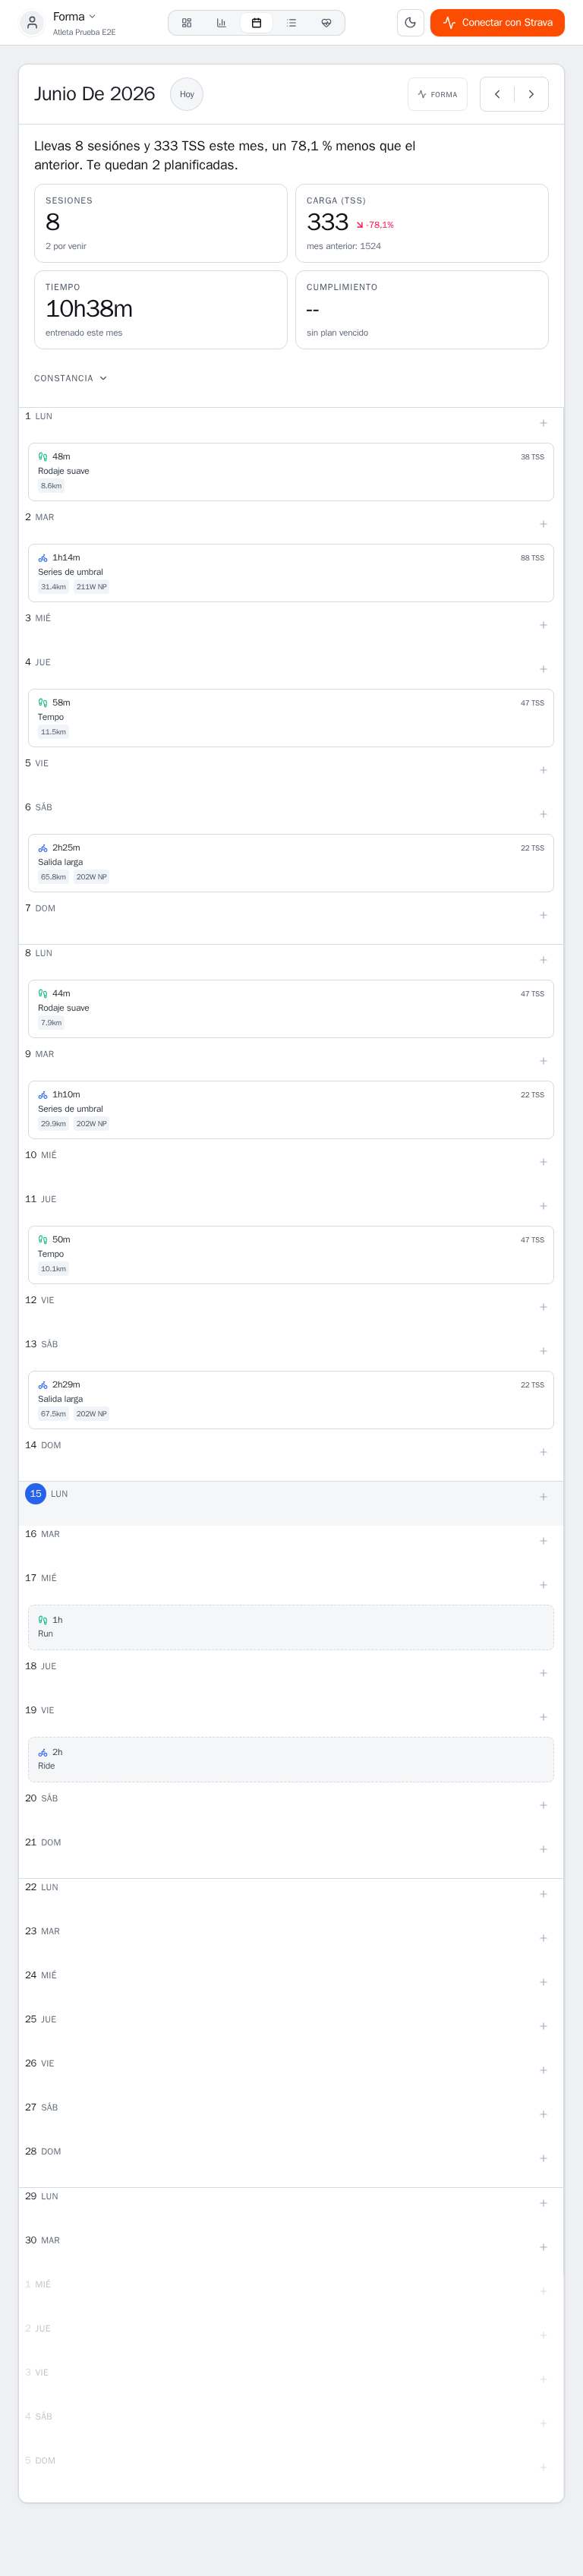 Forma
Atleta Prueba E2E
Conectar con Strava
Junio De 2026
Hoy
FORMA
Llevas 8 sesiónes y 333 TSS este mes, un 78,1 % menos que el
anterior. Te quedan 2 planificadas.
SESIONES
8
2 por venir
CARGA (TSS)
333 -78,1%
mes anterior: 1524
TIEMPO
10h38m
entrenado este mes
CUMPLIMIENTO
--
sin plan vencido
CONSTANCIA
1 LUN
48m 38 TSS
Rodaje suave
8.6km
2 MAR
1h14m 88 TSS
Series de umbral
31.4km 211W NP
3 MIÉ
4 JUE
58m 47 TSS
Tempo
11.5km
5 VIE
6 SÁB
2h25m 22 TSS
Salida larga
65.8km 202W NP
7 DOM
8 LUN
44m 47 TSS
Rodaje suave
7.9km
9 MAR
1h10m 22 TSS
Series de umbral
29.9km 202W NP
10 MIÉ
11 JUE
50m 47 TSS
Tempo
10.1km
12 VIE
13 SÁB
2h29m 22 TSS
Salida larga
67.5km 202W NP
14 DOM
15 LUN
16 MAR
17 MIÉ
1h
Run
18 JUE
19 VIE
2h
Ride
20 SÁB
21 DOM
22 LUN
23 MAR
24 MIÉ
25 JUE
26 VIE
27 SÁB
28 DOM
29 LUN
30 MAR
1 MIÉ
2 JUE
3 VIE
4 SÁB
5 DOM